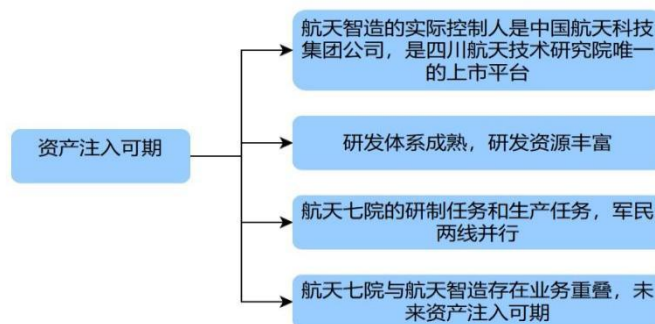 资产注入可期
航天智造的实际控制人是中国航天科技
集团公司，是四川航天技术研究院唯一
的上市平台
研发体系成熟，研发资源丰富
航天七院的研制任务和生产任务，军民
两线并行
航天七院与航天智造存在业务重叠，未
来资产注入可期